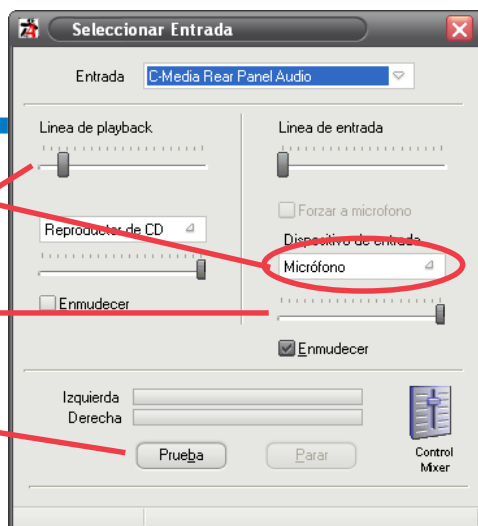 Seleccionar Entrada
Entrada C-Media Rear Panel Audio
Linea de playback
Linea de entrada
Forzar a microfono
Reproductor de CD
Dispositivo de entrada
Micrófono
Enmudecer
Enmudecer
Izquierda
Derecha
Prueba
Parar
Control
Mixer